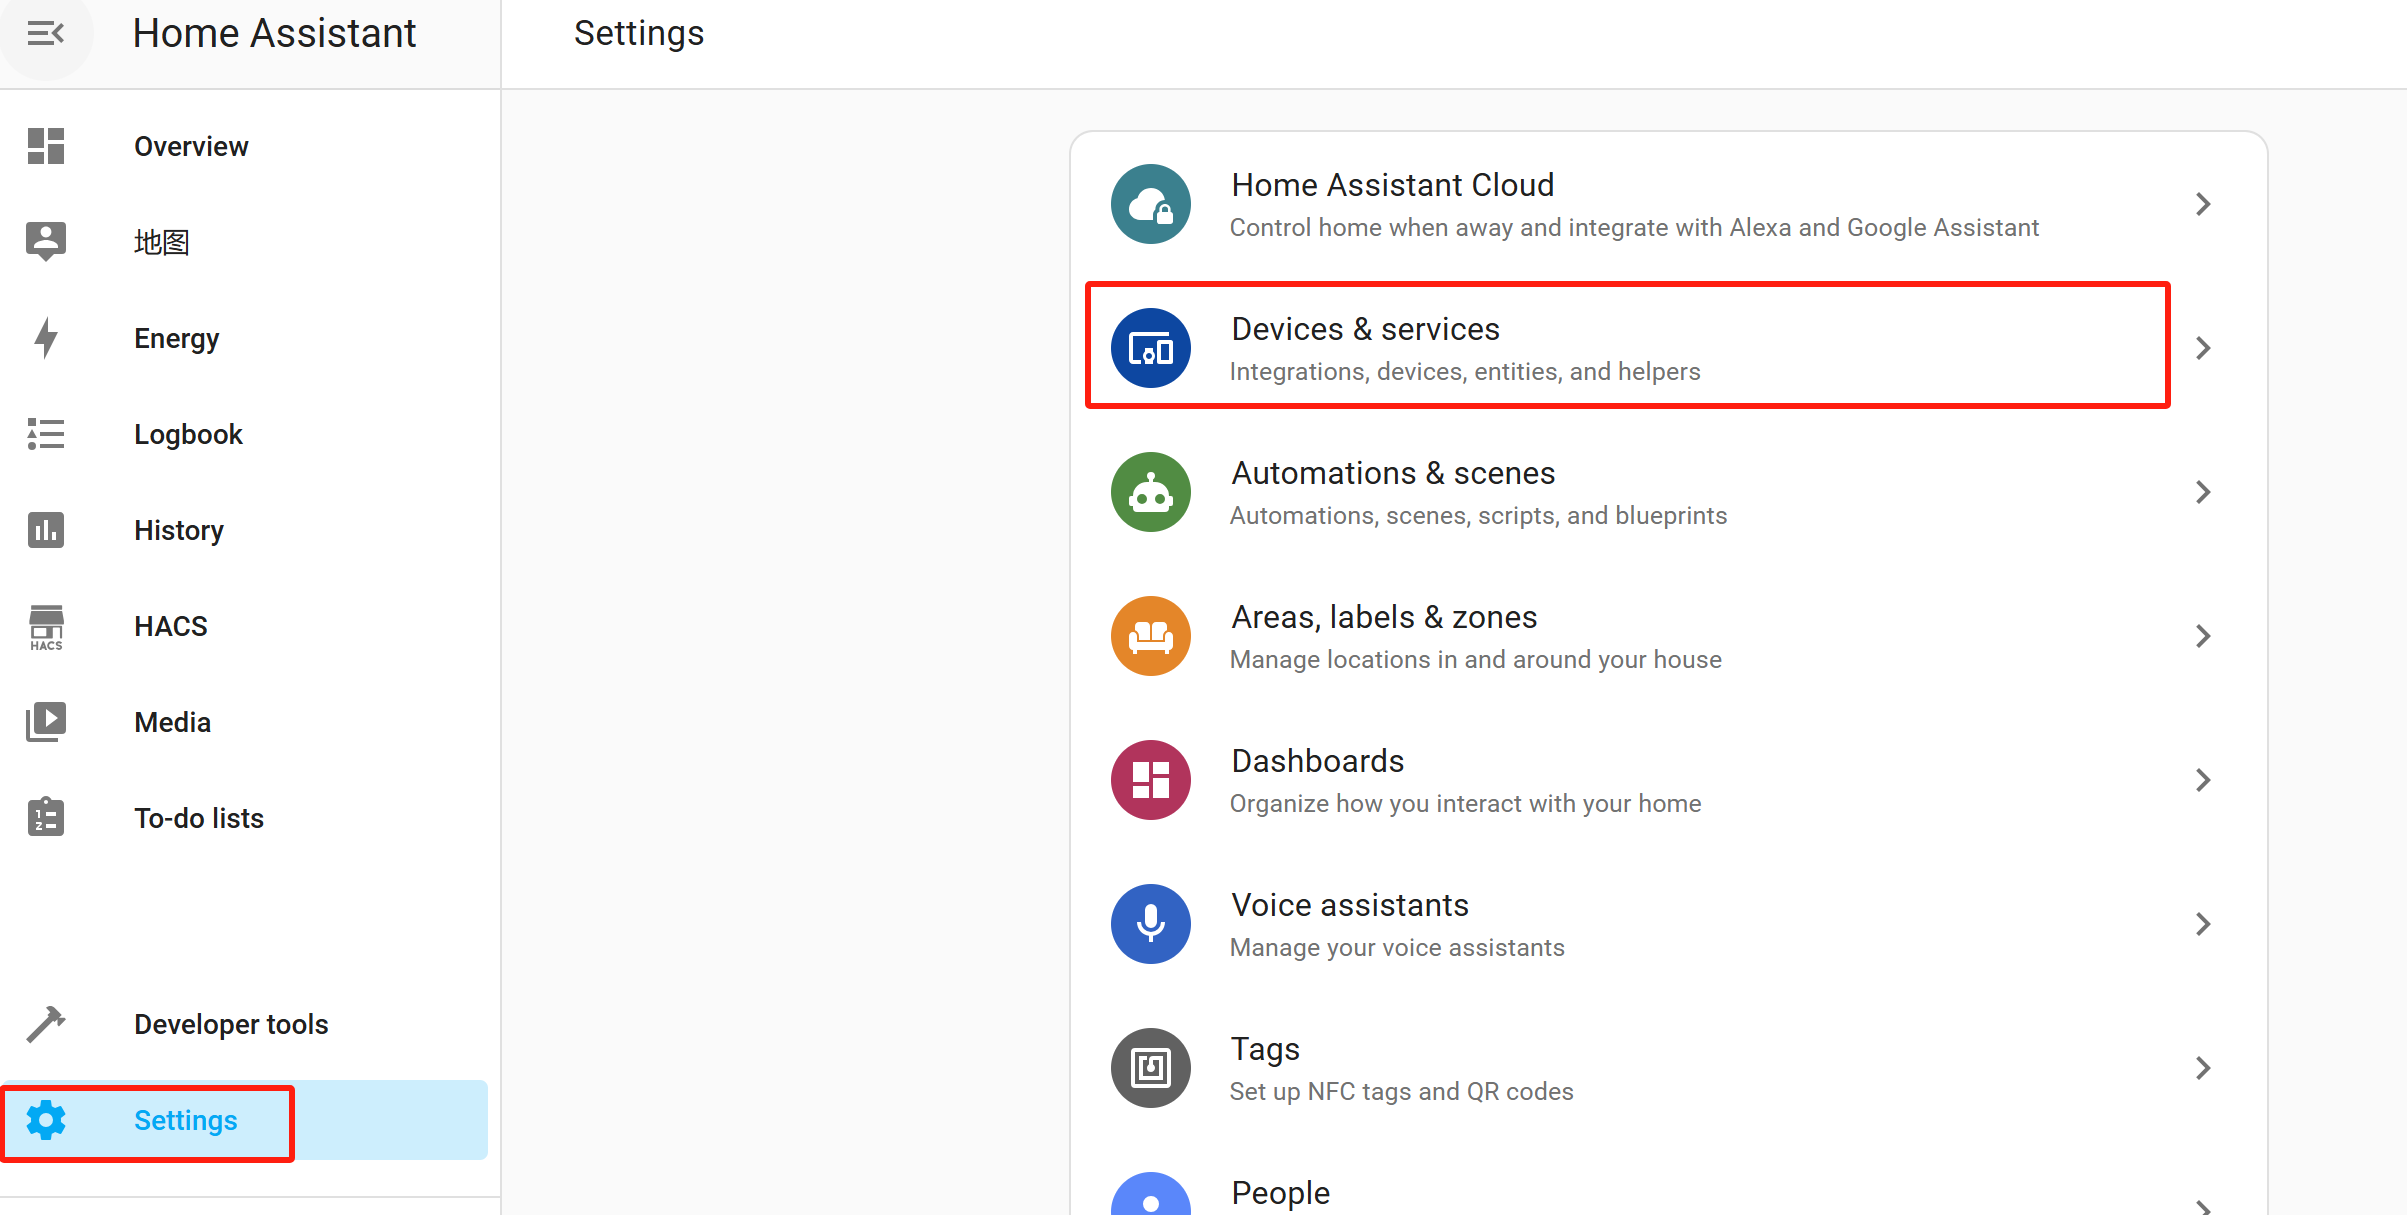 Home Assistant
Settings
Overview
地图
Energy
Logbook
History
HACS
HACS
Media
To-do lists
Developer tools
Settings
Home Assistant Cloud
Control home when away and integrate with Alexa and Google Assistant
Devices & services
Integrations, devices, entities, and helpers
Automations & scenes
Automations, scenes, scripts, and blueprints
Areas, labels & zones
Manage locations in and around your house
Dashboards
Organize how you interact with your home
Voice assistants
Manage your voice assistants
Tags
Set up NFC tags and QR codes
People